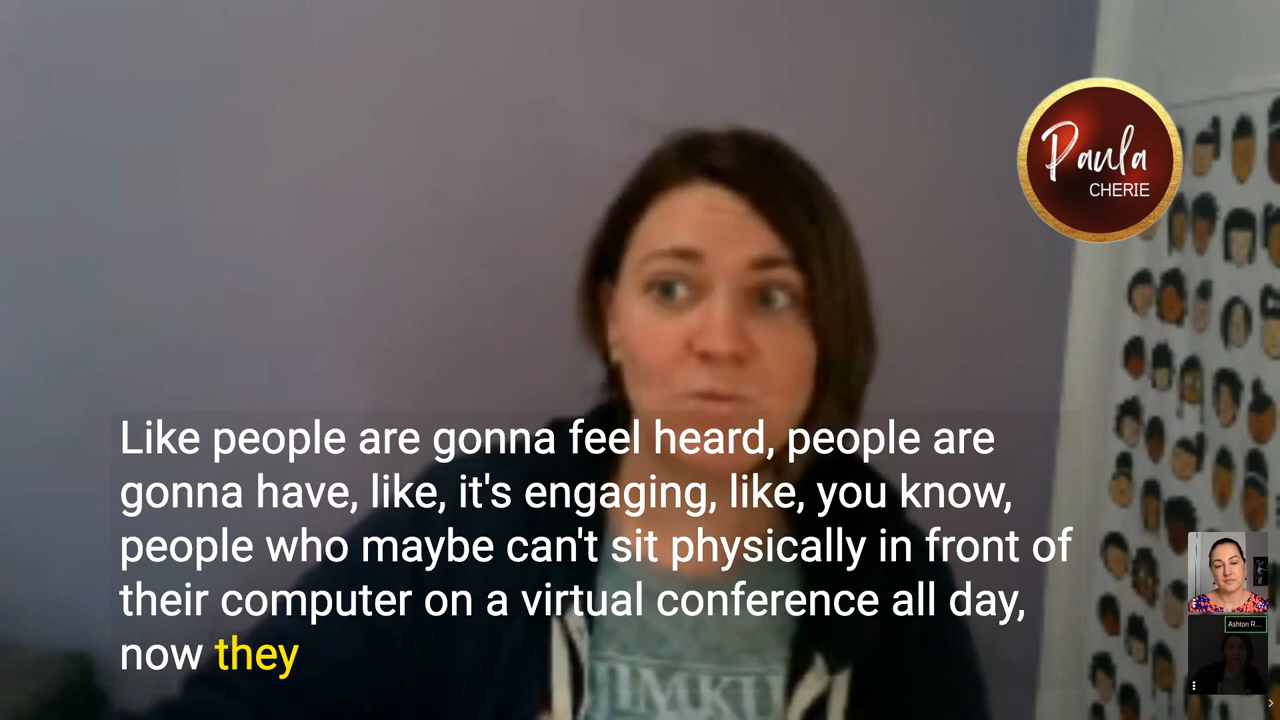 Paula
CHERIE
Like people are gonna feel heard, people are
gonna have, like, it's engaging, like, you know,
people who maybe can't sit physically in front of
their computer on a virtual conference all day,
now they
Ashton R...